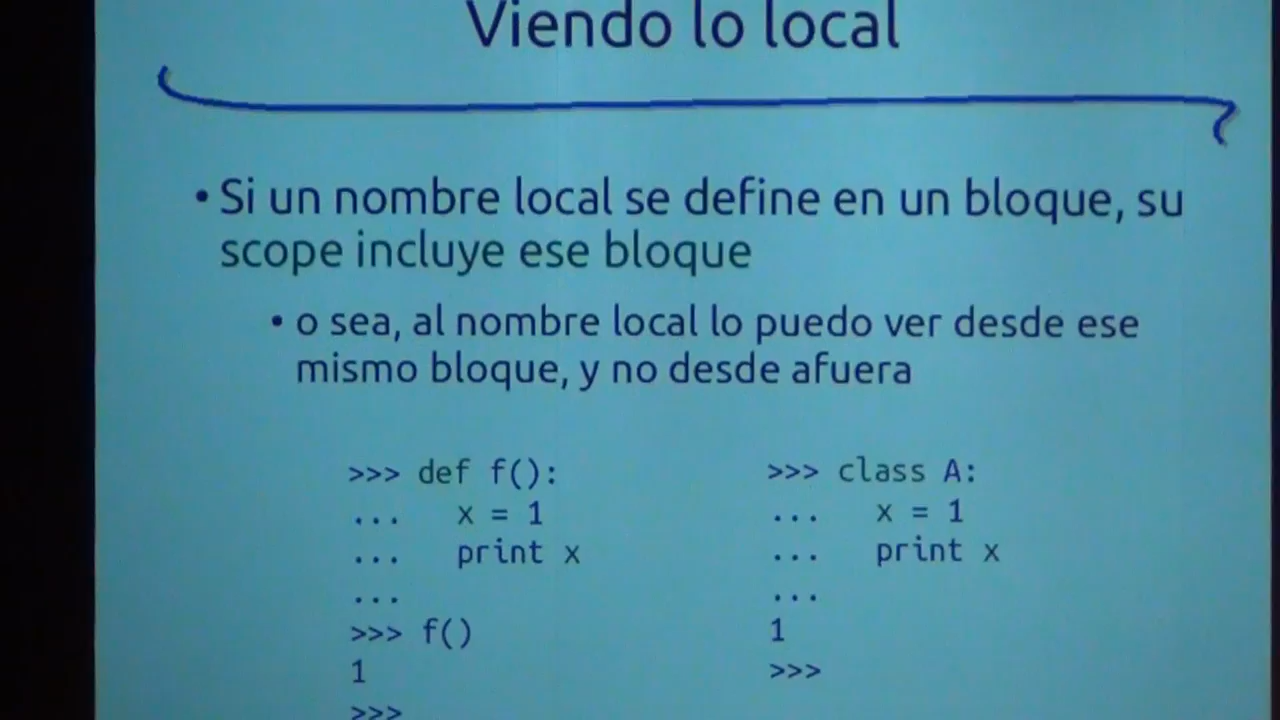 Viendo lo local
• Si un nombre local se define en un bloque, su
scope incluye ese bloque
• o sea, al nombre local lo puedo ver desde ese
mismo bloque, y no desde afuera
>>> def f():
... x = 1
... print x
...
>>> f()
1
>>>
>>> class A:
... x = 1
... print x
...
1
>>>